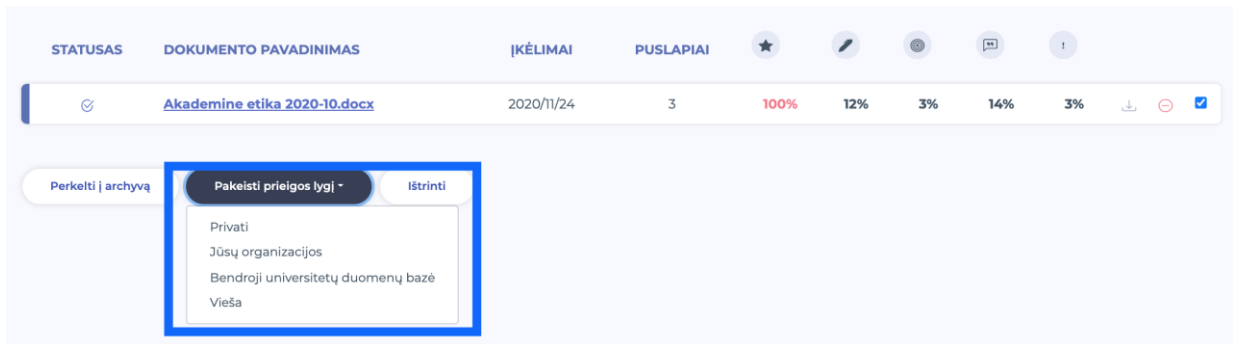 STATUSAS DOKUMENTO PAVADINIMAS ĮKĖLIMAI PUSLAPIAI
Akademine etika 2020-10.docx 2020/11/24 3 100% 12% 3% 14% 3%
Perkelti į archyvą Pakeisti prieigos lygį Ištrinti
Privati
Jūsų organizacijos
Bendroji universitetų duomenų bazė
Vieša